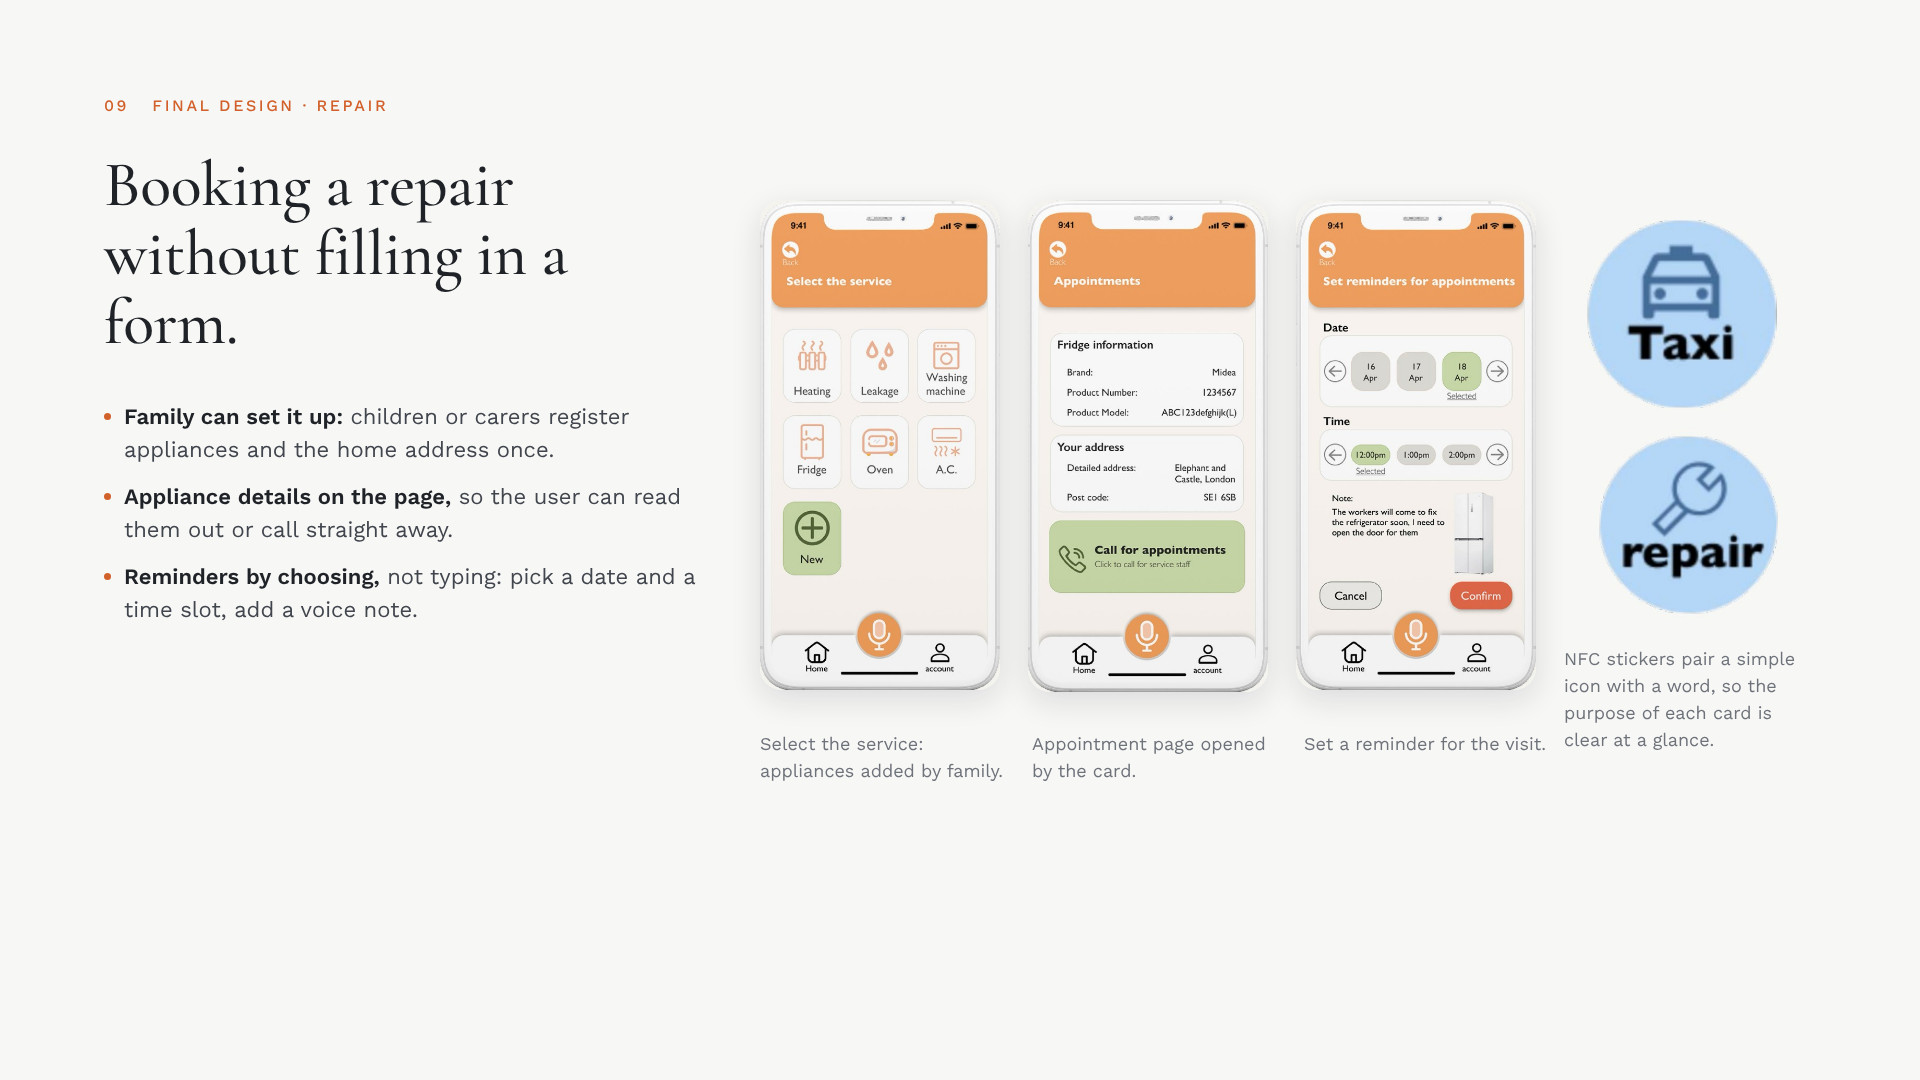 09 FINAL DESIGN · REPAIR
Booking a repair
without filling in a
form.
• Family can set it up: children or carers register
appliances and the home address once.
• Appliance details on the page, so the user can read
them out or call straight away.
• Reminders by choosing, not typing: pick a date and a
time slot, add a voice note.
9:41
Back
Select the service
Heating
Leakage
Washing
machine
Fridge
Oven
A.C.
New
Home
account
Select the service:
appliances added by family.
9:41
Back
Appointments
Fridge information
Brand: Midea
Product Number: 1234567
Product Model: ABC123defghijk(L)
Your address
Detailed address: Elephant and
Castle, London
Post code: SE1 6SB
Call for appointments
Click to call for service staff
Home
account
Appointment page opened
by the card.
9:41
Back
Set reminders for appointments
Date
16
Apr
17
Apr
18
Apr
Selected
Time
12:00pm
1:00pm
2:00pm
Selected
Note:
The workers will come to fix
the refrigerator soon, I need to
open the door for them
Cancel
Confirm
Home
account
Set a reminder for the visit.
Taxi
repair
NFC stickers pair a simple
icon with a word, so the
purpose of each card is
clear at a glance.